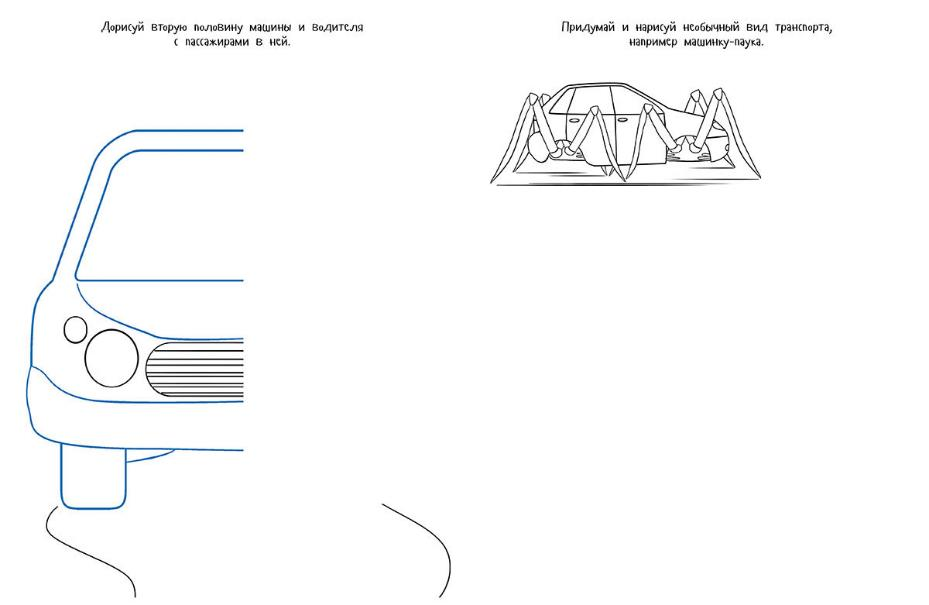 Дорисуй вторую половину машины и водителя
с пассажирами в ней.
Придумай и нарисуй необычный вид транспорта,
например машинку-паука.